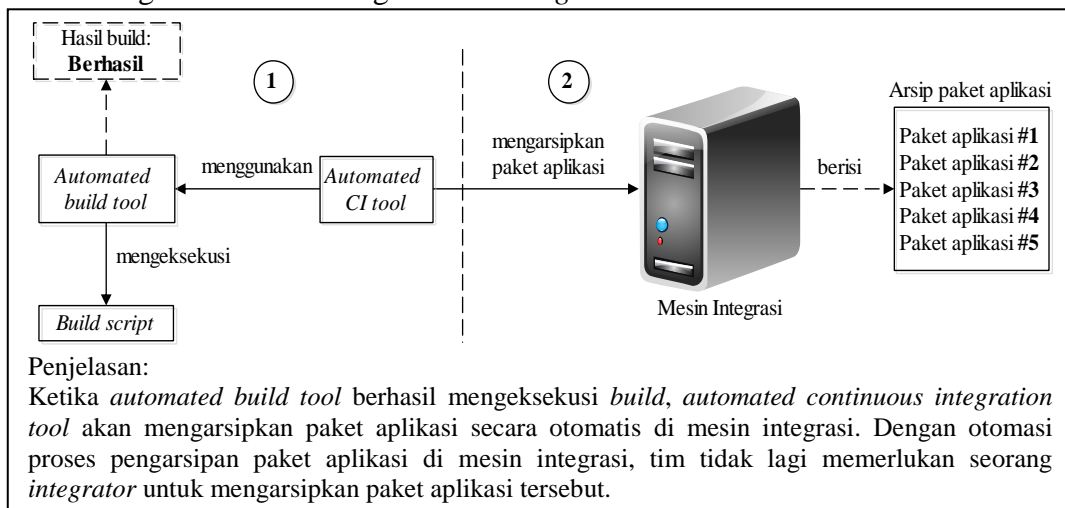 Hasil build:
Berhasil
1
2
Arsip paket aplikasi
Automated
build tool
menggunakan
Automated
CI tool
mengarsipkan
paket aplikasi
berisi
Paket aplikasi #1
Paket aplikasi #2
Paket aplikasi #3
Paket aplikasi #4
Paket aplikasi #5
mengeksekusi
Build script
Mesin Integrasi
Penjelasan:
Ketika automated build tool berhasil mengeksekusi build, automated continuous integration
tool akan mengarsipkan paket aplikasi secara otomatis di mesin integrasi. Dengan otomasi
proses pengarsipan paket aplikasi di mesin integrasi, tim tidak lagi memerlukan seorang
integrator untuk mengarsipkan paket aplikasi tersebut.